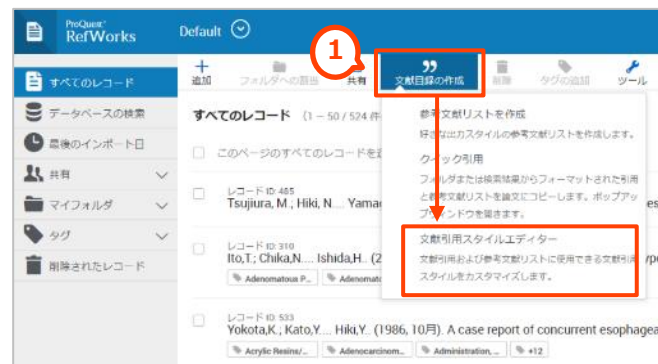 ProQuest®
RefWorks
Default
1
追加
フォルダへの割当
共有
文献目録の作成
削除
タグの追加
ツール
すべてのレコード
データベースの検索
最後のインポート日
共有
マイフォルダ
タグ
削除されたレコード
すべてのレコード (1 – 50 / 524 件
このページのすべてのレコードを
参考文献リストを作成
好きな出力スタイルの参考文献リストを作成します。
クイック引用
フォルダまたは検索結果からフォーマットされた引用
と参考文献リストを論文にコピーします。ポップアッ
プウィンドウを開きます。
文献引用スタイルエディター
文献引用および参考文献リストに使用できる文献引用
スタイルをカスタマイズします。
レコード ID: 485
Tsujiura, M.; Hiki, N.... Yama
レコード ID: 310
Ito,T.; Chika,N.... Ishida,H.. (2
Adenomatous P...
Adenomato
レコード ID: 533
Yokota,K.; Kato,Y.... Hiki,Y.. (1986, 10月). A case report of concurrent esophagea
Acrylic Resins/...
Adenocarcinom...
Administration, ...
+12